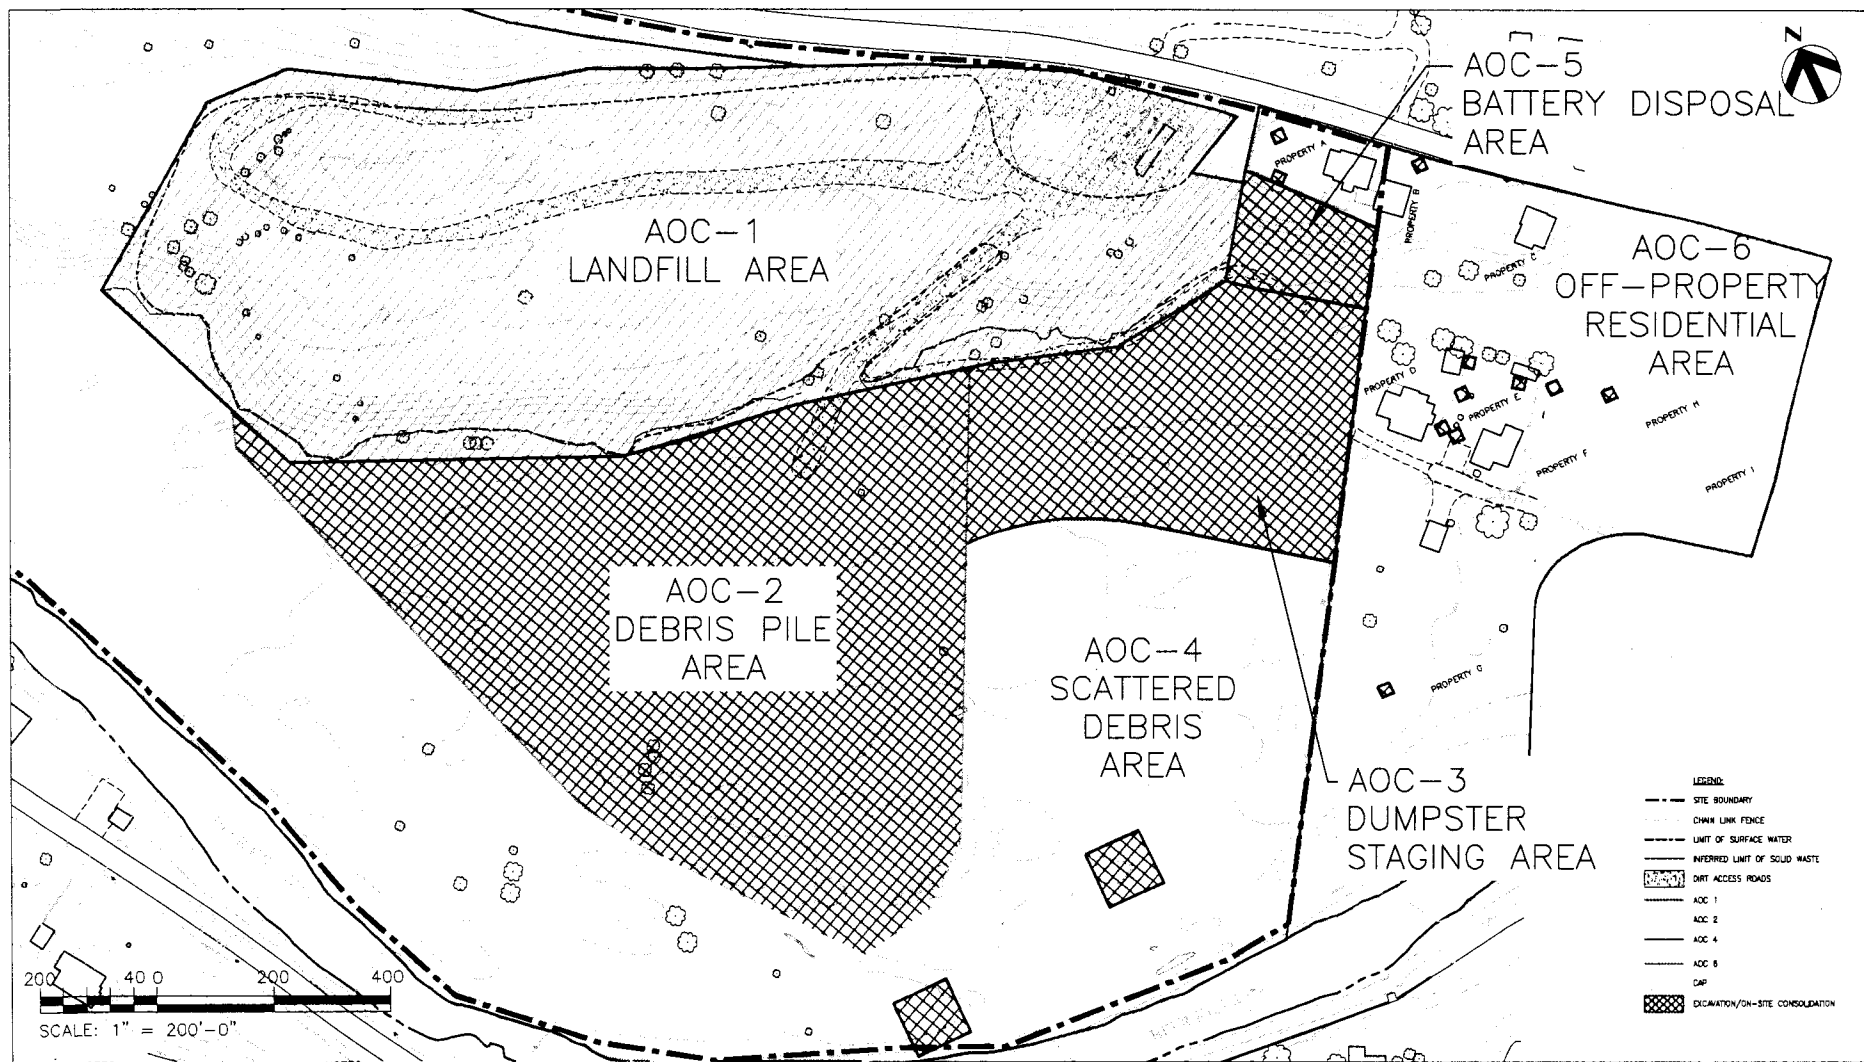 N
AOC-5
BATTERY DISPOSAL
AREA
PROPERTY A
PROPERTY B
AOC-1
LANDFILL AREA
PROPERTY C
AOC-6
OFF-PROPERTY
RESIDENTIAL
AREA
PROPERTY D
PROPERTY E
PROPERTY H
PROPERTY F
PROPERTY I
AOC-2
DEBRIS PILE
AREA
AOC-4
SCATTERED
DEBRIS
AREA
PROPERTY G
AOC-3
DUMPSTER
STAGING AREA
LEGEND:
SITE BOUNDARY
CHAIN LINK FENCE
LIMIT OF SURFACE WATER
INFERRED LIMIT OF SOLID WASTE
DIRT ACCESS ROADS
AOC 1
AOC 2
AOC 4
AOC 6
CAP
EXCAVATION/ON-SITE CONSOLIDATION
200 40 0 200 400
SCALE: 1" = 200'-0"